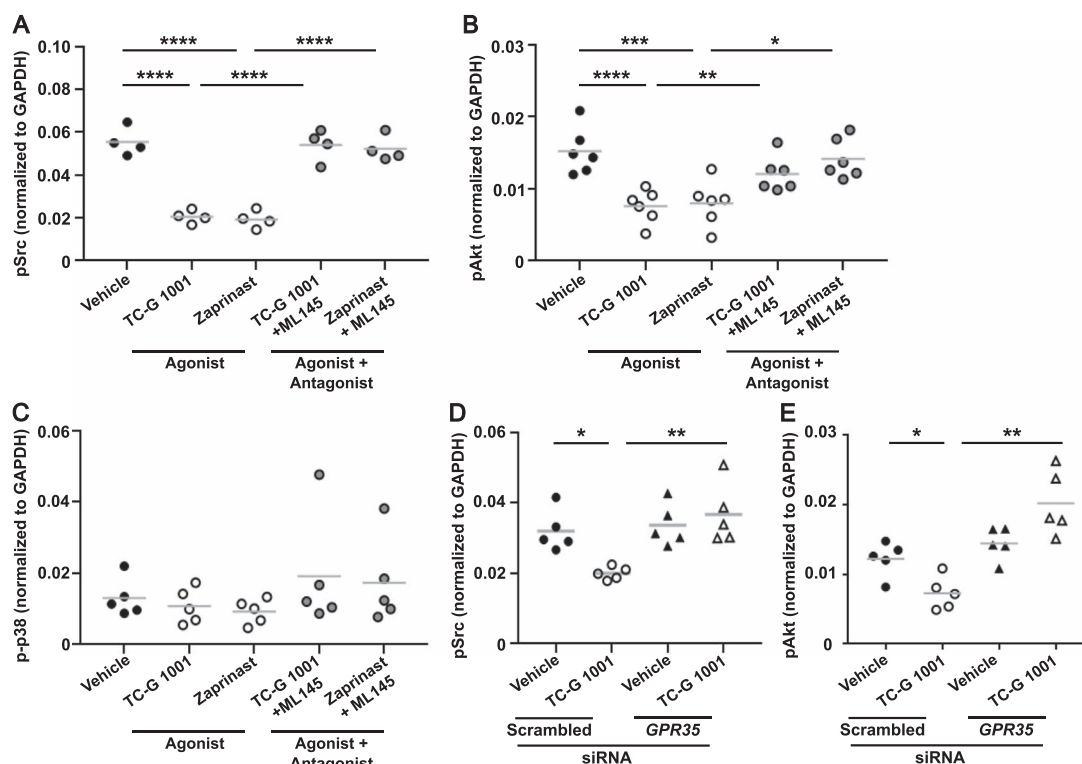 A
pSrc (normalized to GAPDH)
0.10
0.08
0.06
0.04
0.02
0
**** ****
**** ****
Vehicle
TC-G 1001
Zaprinast
TC-G 1001
+ML145
Zaprinast
+ ML145
Agonist
Agonist +
Antagonist
B
pAkt (normalized to GAPDH)
0.03
0.02
0.01
0
*** *
**** **
Vehicle
TC-G 1001
Zaprinast
TC-G 1001
+ML145
Zaprinast
+ ML145
Agonist
Agonist +
Antagonist
C
p-p38 (normalized to GAPDH)
0.06
0.04
0.02
0
Vehicle
TC-G 1001
Zaprinast
TC-G 1001
+ML145
Zaprinast
+ ML145
Agonist
Agonist +
Antagonist
D
pSrc (normalized to GAPDH)
0.06
0.04
0.02
0
* **
Vehicle
TC-G 1001
Vehicle
TC-G 1001
Scrambled GPR35
siRNA
E
pAkt (normalized to GAPDH)
0.03
0.02
0.01
0
* **
Vehicle
TC-G 1001
Vehicle
TC-G 1001
Scrambled GPR35
siRNA